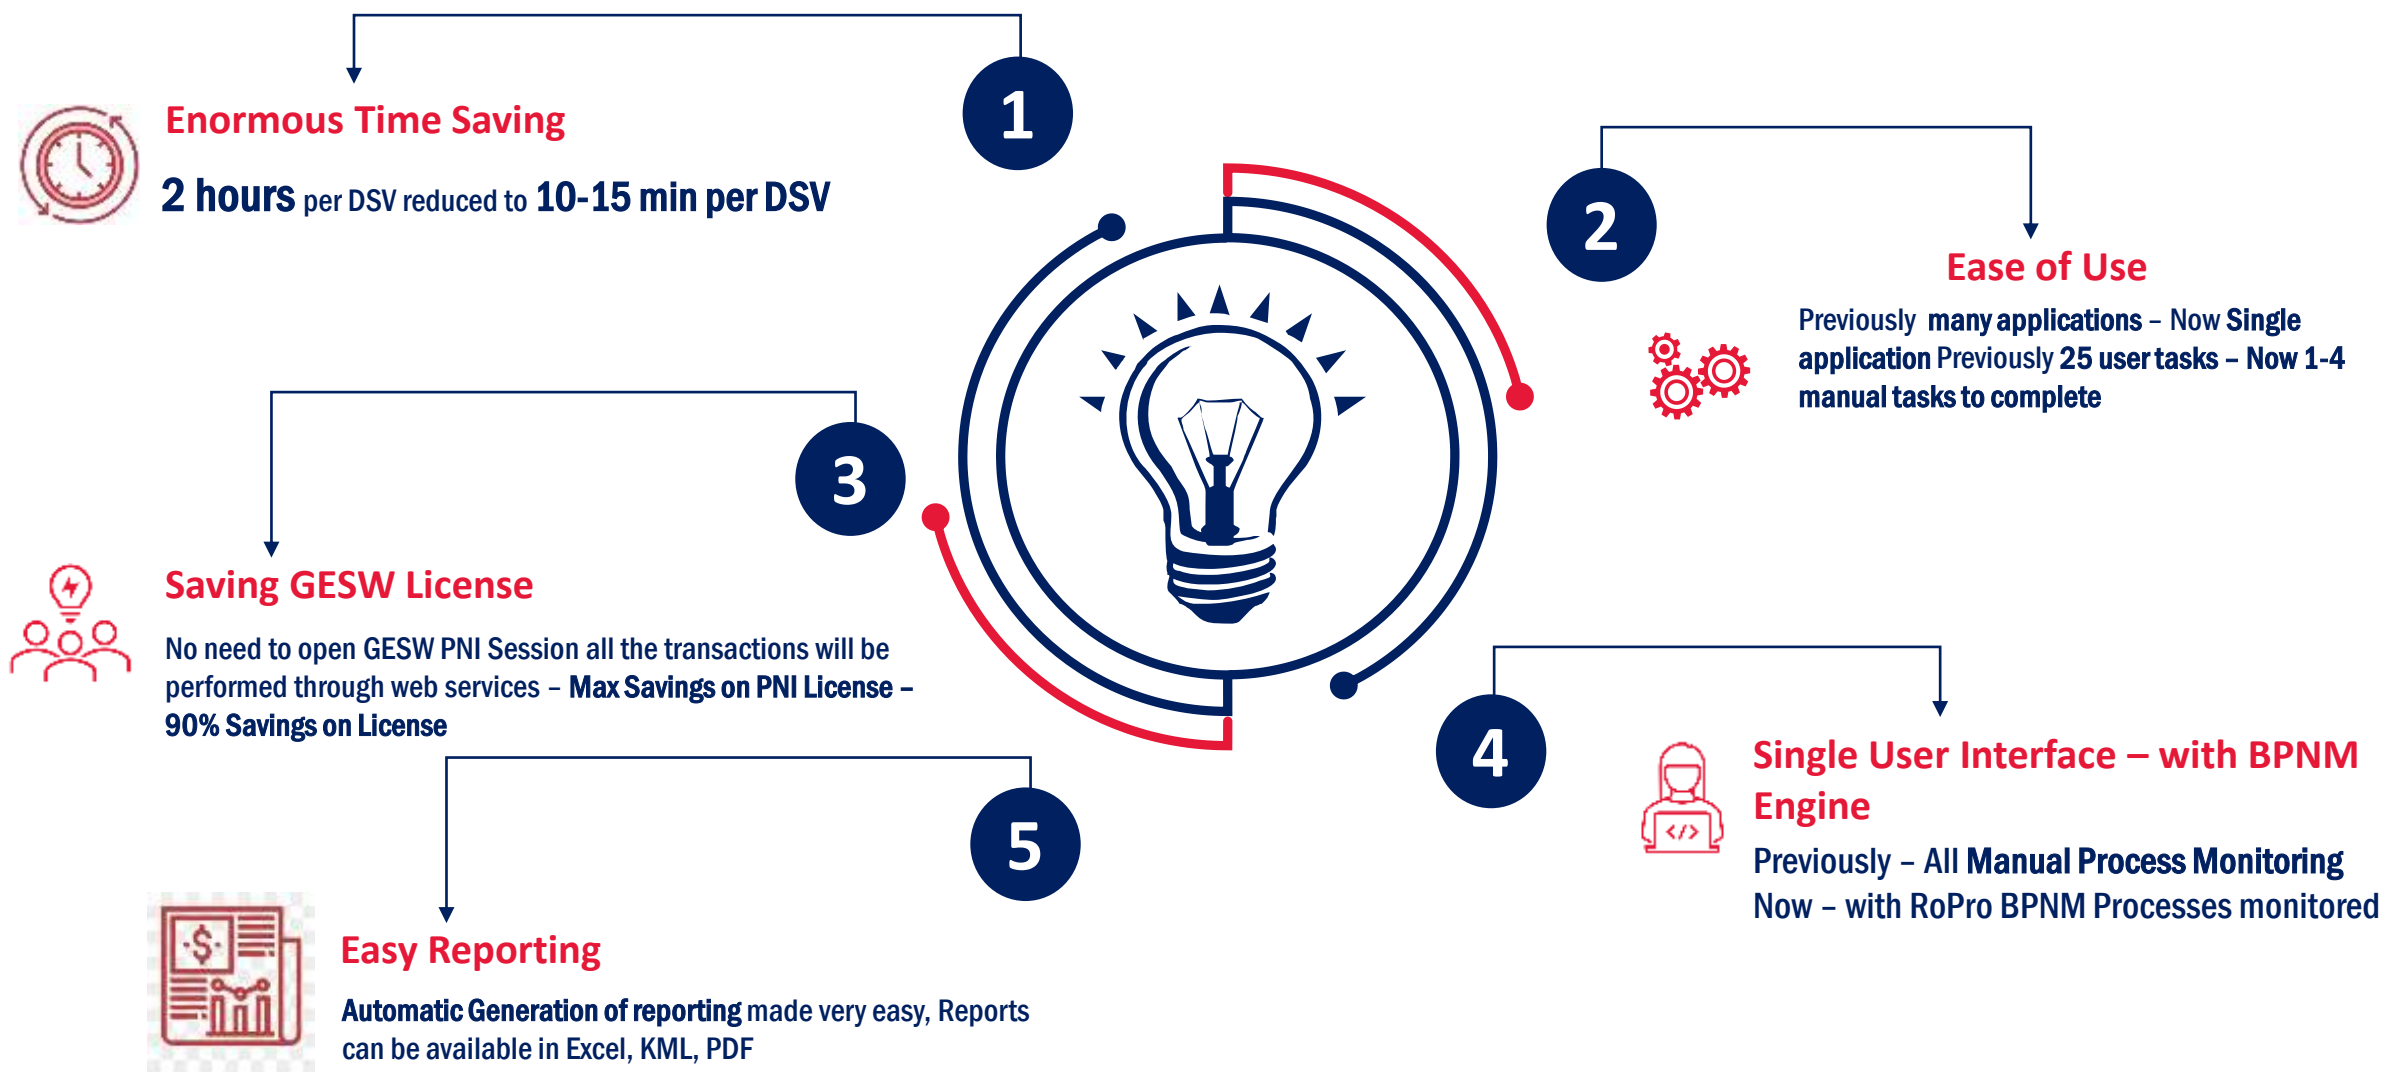 1
Enormous Time Saving
2 hours per DSV reduced to 10-15 min per DSV
2
Ease of Use
Previously many applications – Now Single
application Previously 25 user tasks – Now 1-4
manual tasks to complete
3
Saving GESW License
No need to open GESW PNI Session all the transactions will be
performed through web services – Max Savings on PNI License –
90% Savings on License
4
Single User Interface – with BPNM
Engine
Previously – All Manual Process Monitoring
Now – with RoPro BPNM Processes monitored
5
Easy Reporting
Automatic Generation of reporting made very easy, Reports
can be available in Excel, KML, PDF